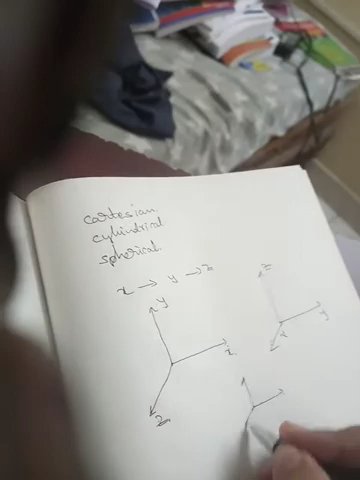 cartesian
cylindrical
spherical
x → y → z
y
x
z
z
y
x